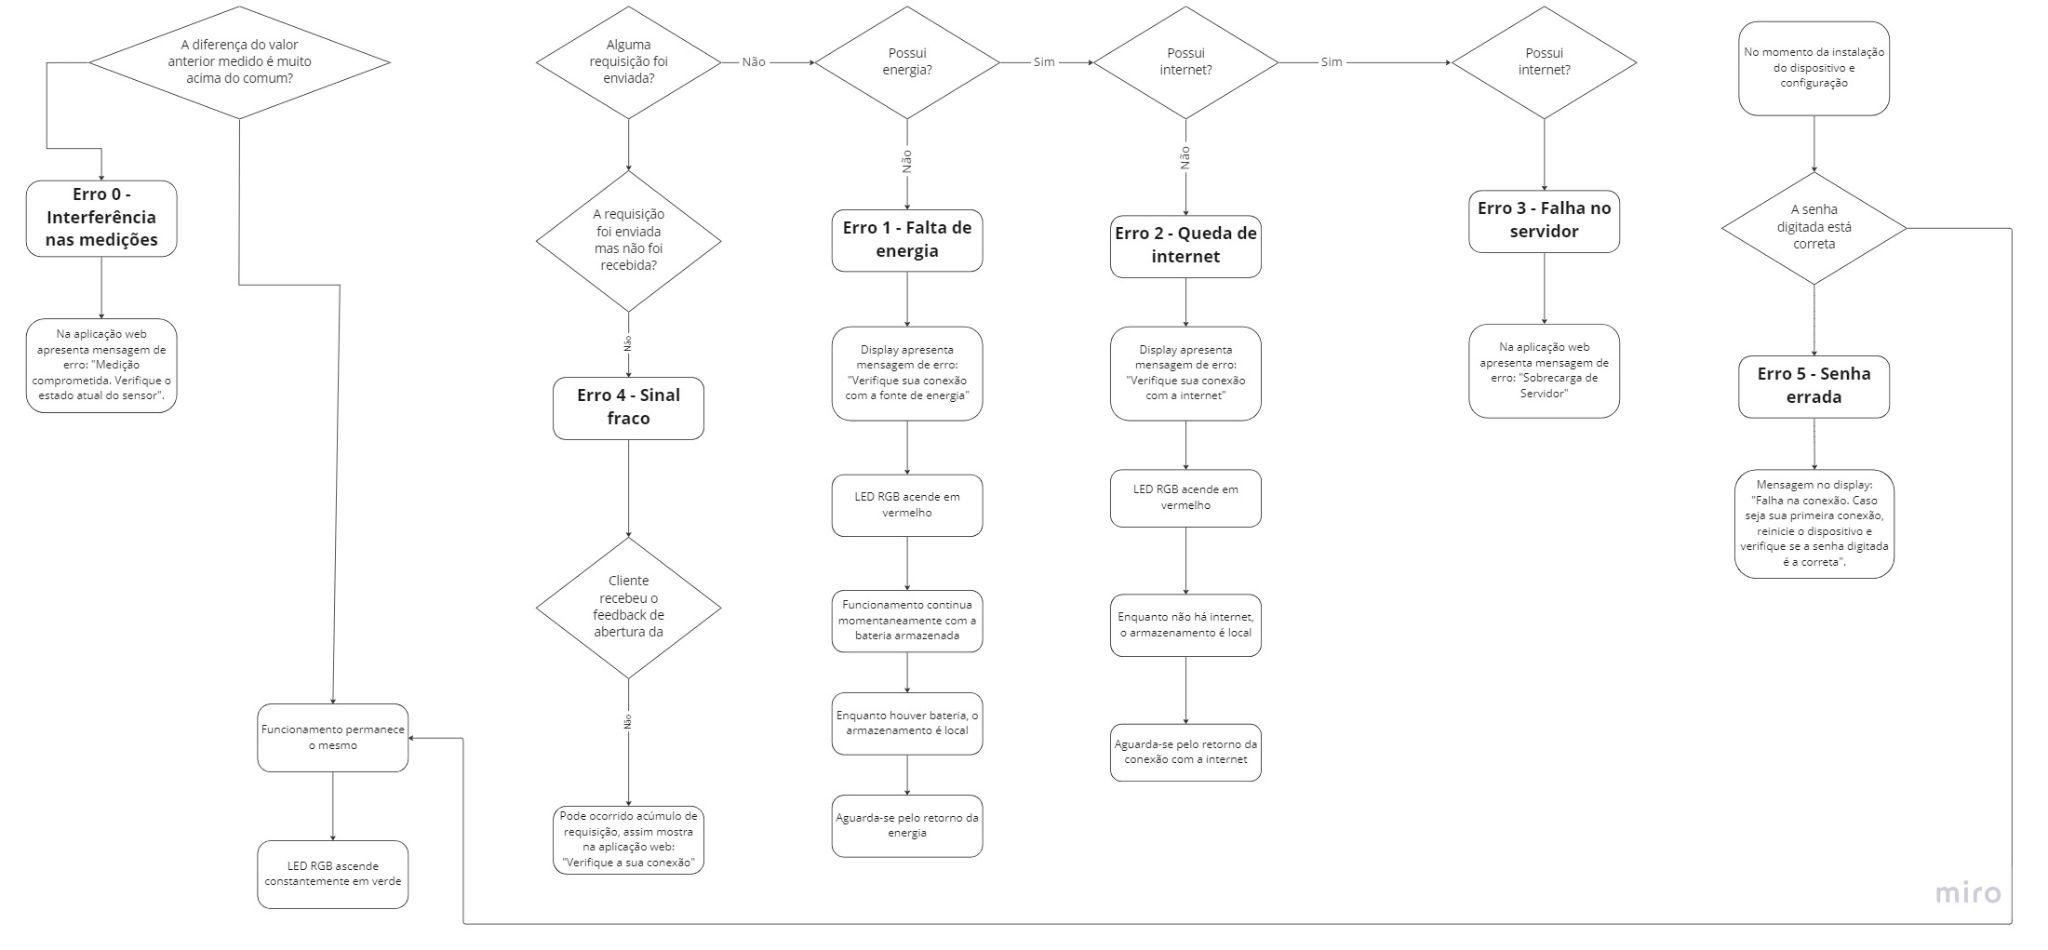 A diferença do valor
anterior medido é muito
acima do comum?
Erro 0 -
Interferência
nas medições
Na aplicação web
apresenta mensagem de
erro: "Medição
comprometida. Verifique o
estado atual do sensor".
Funcionamento permanece
o mesmo
LED RGB ascende
constantemente em verde
Alguma
requisição foi
enviada?
Não
A requisição
foi enviada
mas não foi
recebida?
Não
Erro 4 - Sinal
fraco
Cliente
recebeu o
feedback de
abertura da
Não
Pode ocorrido acúmulo de
requisição, assim mostra
na aplicação web:
"Verifique a sua conexão"
Possui
energia?
Sim
Não
Erro 1 - Falta de
energia
Display apresenta
mensagem de erro:
"Verifique sua conexão
com a fonte de energia"
LED RGB acende em
vermelho
Funcionamento continua
momentaneamente com a
bateria armazenada
Enquanto houver bateria, o
armazenamento é local
Aguarda-se pelo retorno da
energia
Possui
internet?
Sim
Não
Erro 2 - Queda de
internet
Display apresenta
mensagem de erro:
"Verifique sua conexão
com a internet"
LED RGB acende em
vermelho
Enquanto não há internet,
o armazenamento é local
Aguarda-se pelo retorno da
conexão com a internet
Possui
internet?
Erro 3 - Falha no
servidor
Na aplicação web
apresenta mensagem de
erro: "Sobrecarga de
Servidor"
No momento da instalação
do dispositivo e
configuração
A senha
digitada está
correta
Erro 5 - Senha
errada
Mensagem no display:
"Falha na conexão. Caso
seja sua primeira conexão,
reinicie o dispositivo e
verifique se a senha digitada
é a correta".
miro